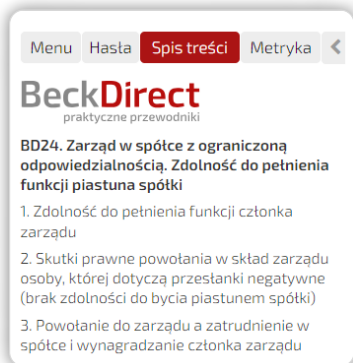 Menu Hasła Spis treści Metryka <
BeckDirect
praktyczne przewodniki
BD24. Zarząd w spółce z ograniczoną
odpowiedzialnością. Zdolność do pełnienia
funkcji piastuna spółki
1. Zdolność do pełnienia funkcji członka
zarządu
2. Skutki prawne powołania w skład zarządu
osoby, której dotyczą przesłanki negatywne
(brak zdolności do bycia piastunem spółki)
3. Powołanie do zarządu a zatrudnienie w
spółce i wynagradzanie członka zarządu